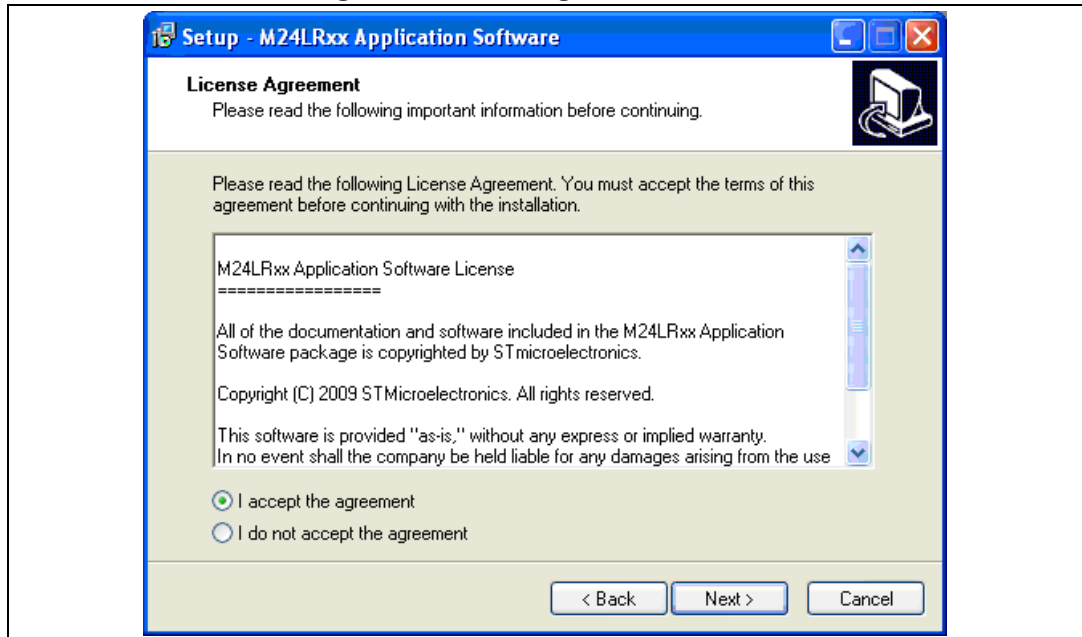 Setup - M24LRxx Application Software
License Agreement
Please read the following important information before continuing.
Please read the following License Agreement. You must accept the terms of this
agreement before continuing with the installation.
M24LRxx Application Software License
=================
All of the documentation and software included in the M24LRxx Application
Software package is copyrighted by STmicroelectronics.
Copyright (C) 2009 STMicroelectronics. All rights reserved.
This software is provided "as-is," without any express or implied warranty.
In no event shall the company be held liable for any damages arising from the use
I accept the agreement
I do not accept the agreement
< Back Next > Cancel